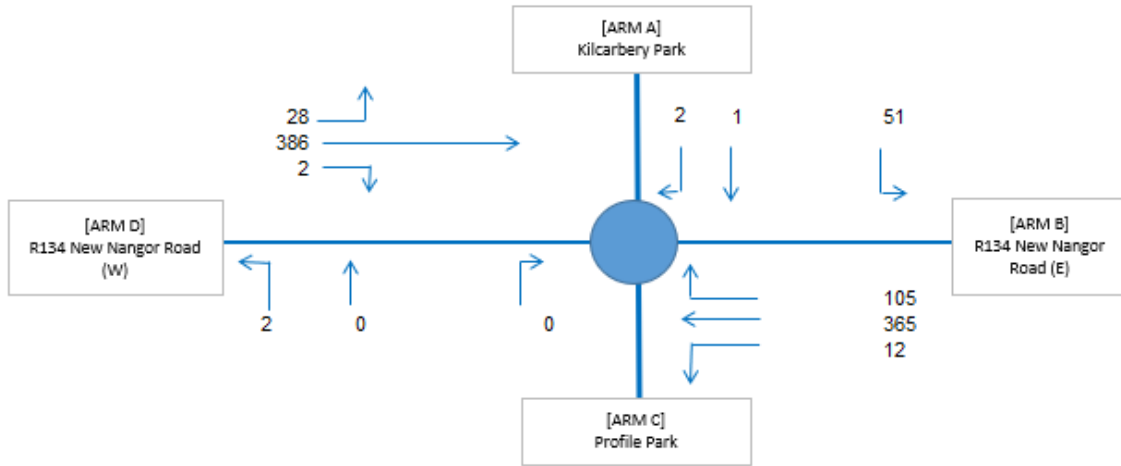 [ARM A]
Kilcarbery Park
28
386
2
2 1 51
[ARM D]
R134 New Nangor Road
(W)
[ARM B]
R134 New Nangor
Road (E)
2 0 0
105
365
12
[ARM C]
Profile Park